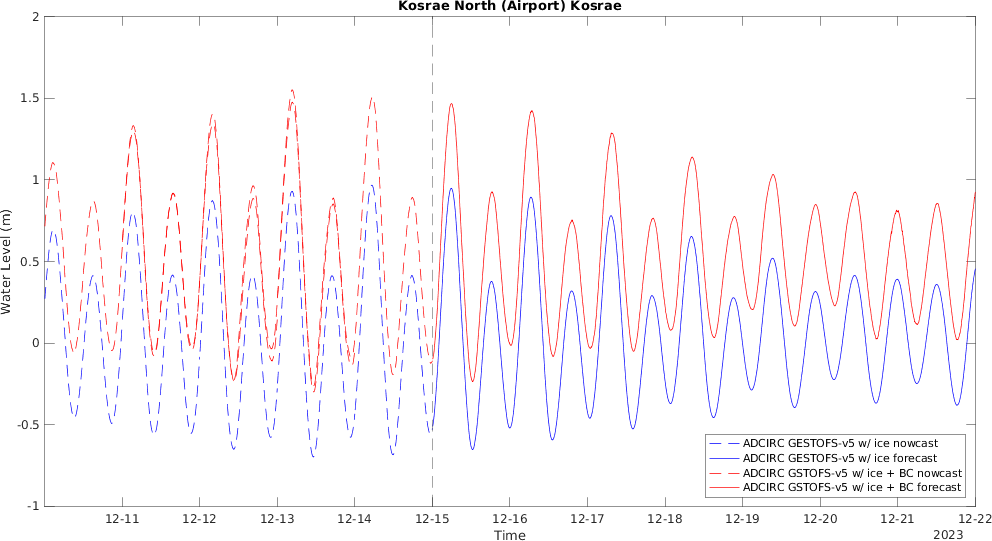 Kosrae North (Airport) Kosrae
2
1.5
1
0.5
0
-0.5
-1
Water Level (m)
ADCIRC GESTOFS-v5 w/ ice nowcast
ADCIRC GESTOFS-v5 w/ ice forecast
ADCIRC GSTOFS-v5 w/ ice + BC nowcast
ADCIRC GSTOFS-v5 w/ ice + BC forecast
12-11 12-12 12-13 12-14 12-15 12-16 12-17 12-18 12-19 12-20 12-21 12-22
Time
2023